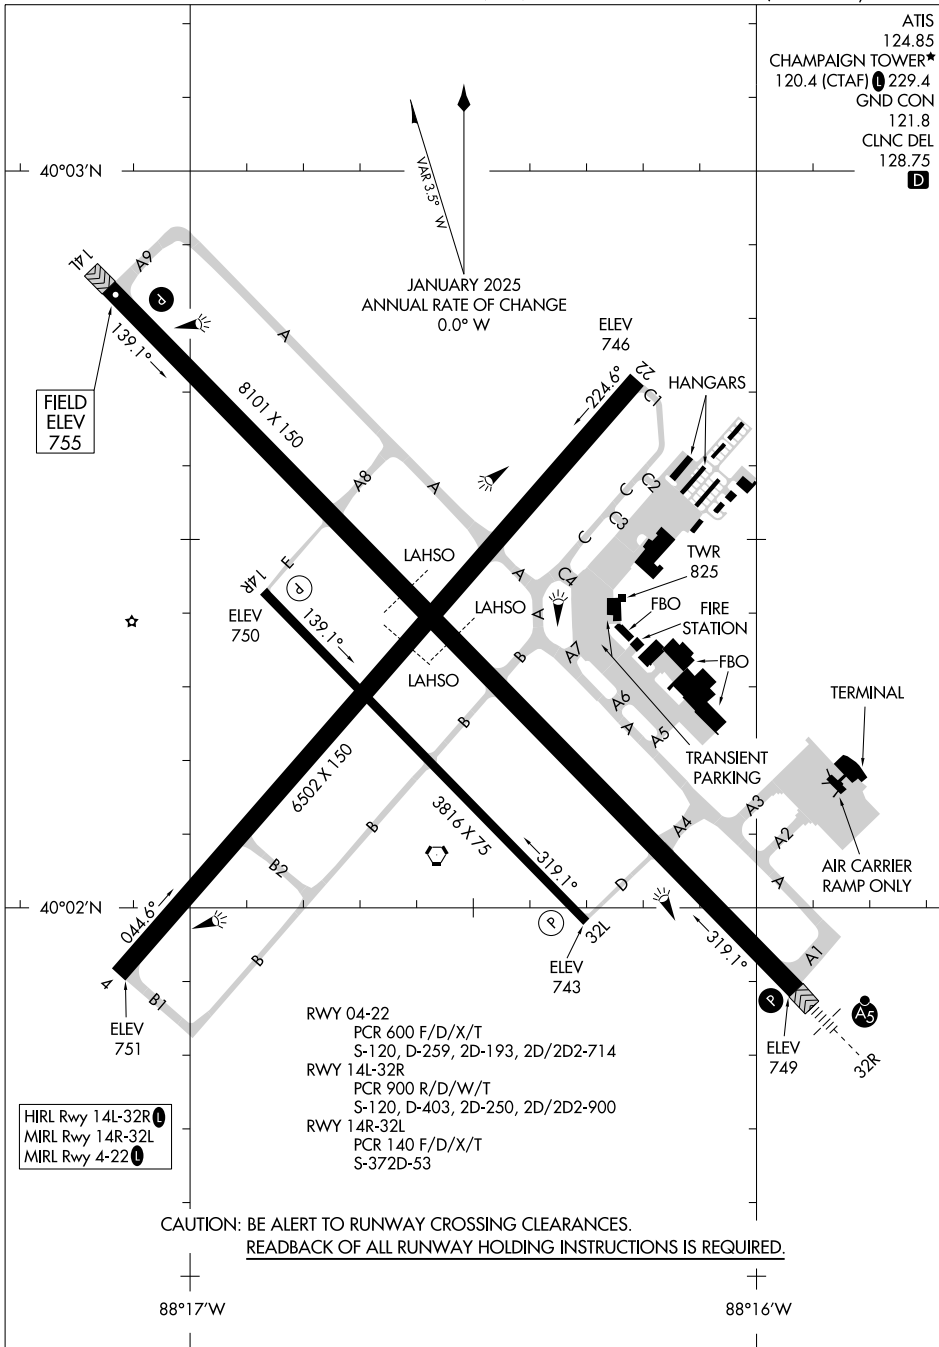 ATIS
124.85
CHAMPAIGN TOWER★
120.4 (CTAF) L 229.4
GND CON
121.8
CLNC DEL
128.75
D
40°03'N
VAR 3.5° W
JANUARY 2025
ANNUAL RATE OF CHANGE
0.0° W
14L
A9
P
139.1°
A
8101 X 150
FIELD
ELEV
755
ELEV
746
22
224.6°
C1
HANGARS
A8
A
C
C2
C3
C
E
LAHSO
A
C4
TWR
825
14R
P
ELEV
750
139.1°
LAHSO
A
FBO
FIRE
STATION
B
A7
FBO
LAHSO
A6
A
A5
B
TERMINAL
TRANSIENT
PARKING
6502 X 150
3816 X 75
B
A4
A3
A2
319.1°
B2
D
A
AIR CARRIER
RAMP ONLY
40°02'N
044.6°
P
32L
319.1°
B
A1
4
B1
ELEV
743
P
A5
ELEV
751
ELEV
749
32R
RWY 04-22
PCR 600 F/D/X/T
S-120, D-259, 2D-193, 2D/2D2-714
RWY 14L-32R
PCR 900 R/D/W/T
S-120, D-403, 2D-250, 2D/2D2-900
RWY 14R-32L
PCR 140 F/D/X/T
S-372D-53
HIRL Rwy 14L-32R L
MIRL Rwy 14R-32L
MIRL Rwy 4-22 L
CAUTION: BE ALERT TO RUNWAY CROSSING CLEARANCES.
READBACK OF ALL RUNWAY HOLDING INSTRUCTIONS IS REQUIRED.
88°17'W
88°16'W